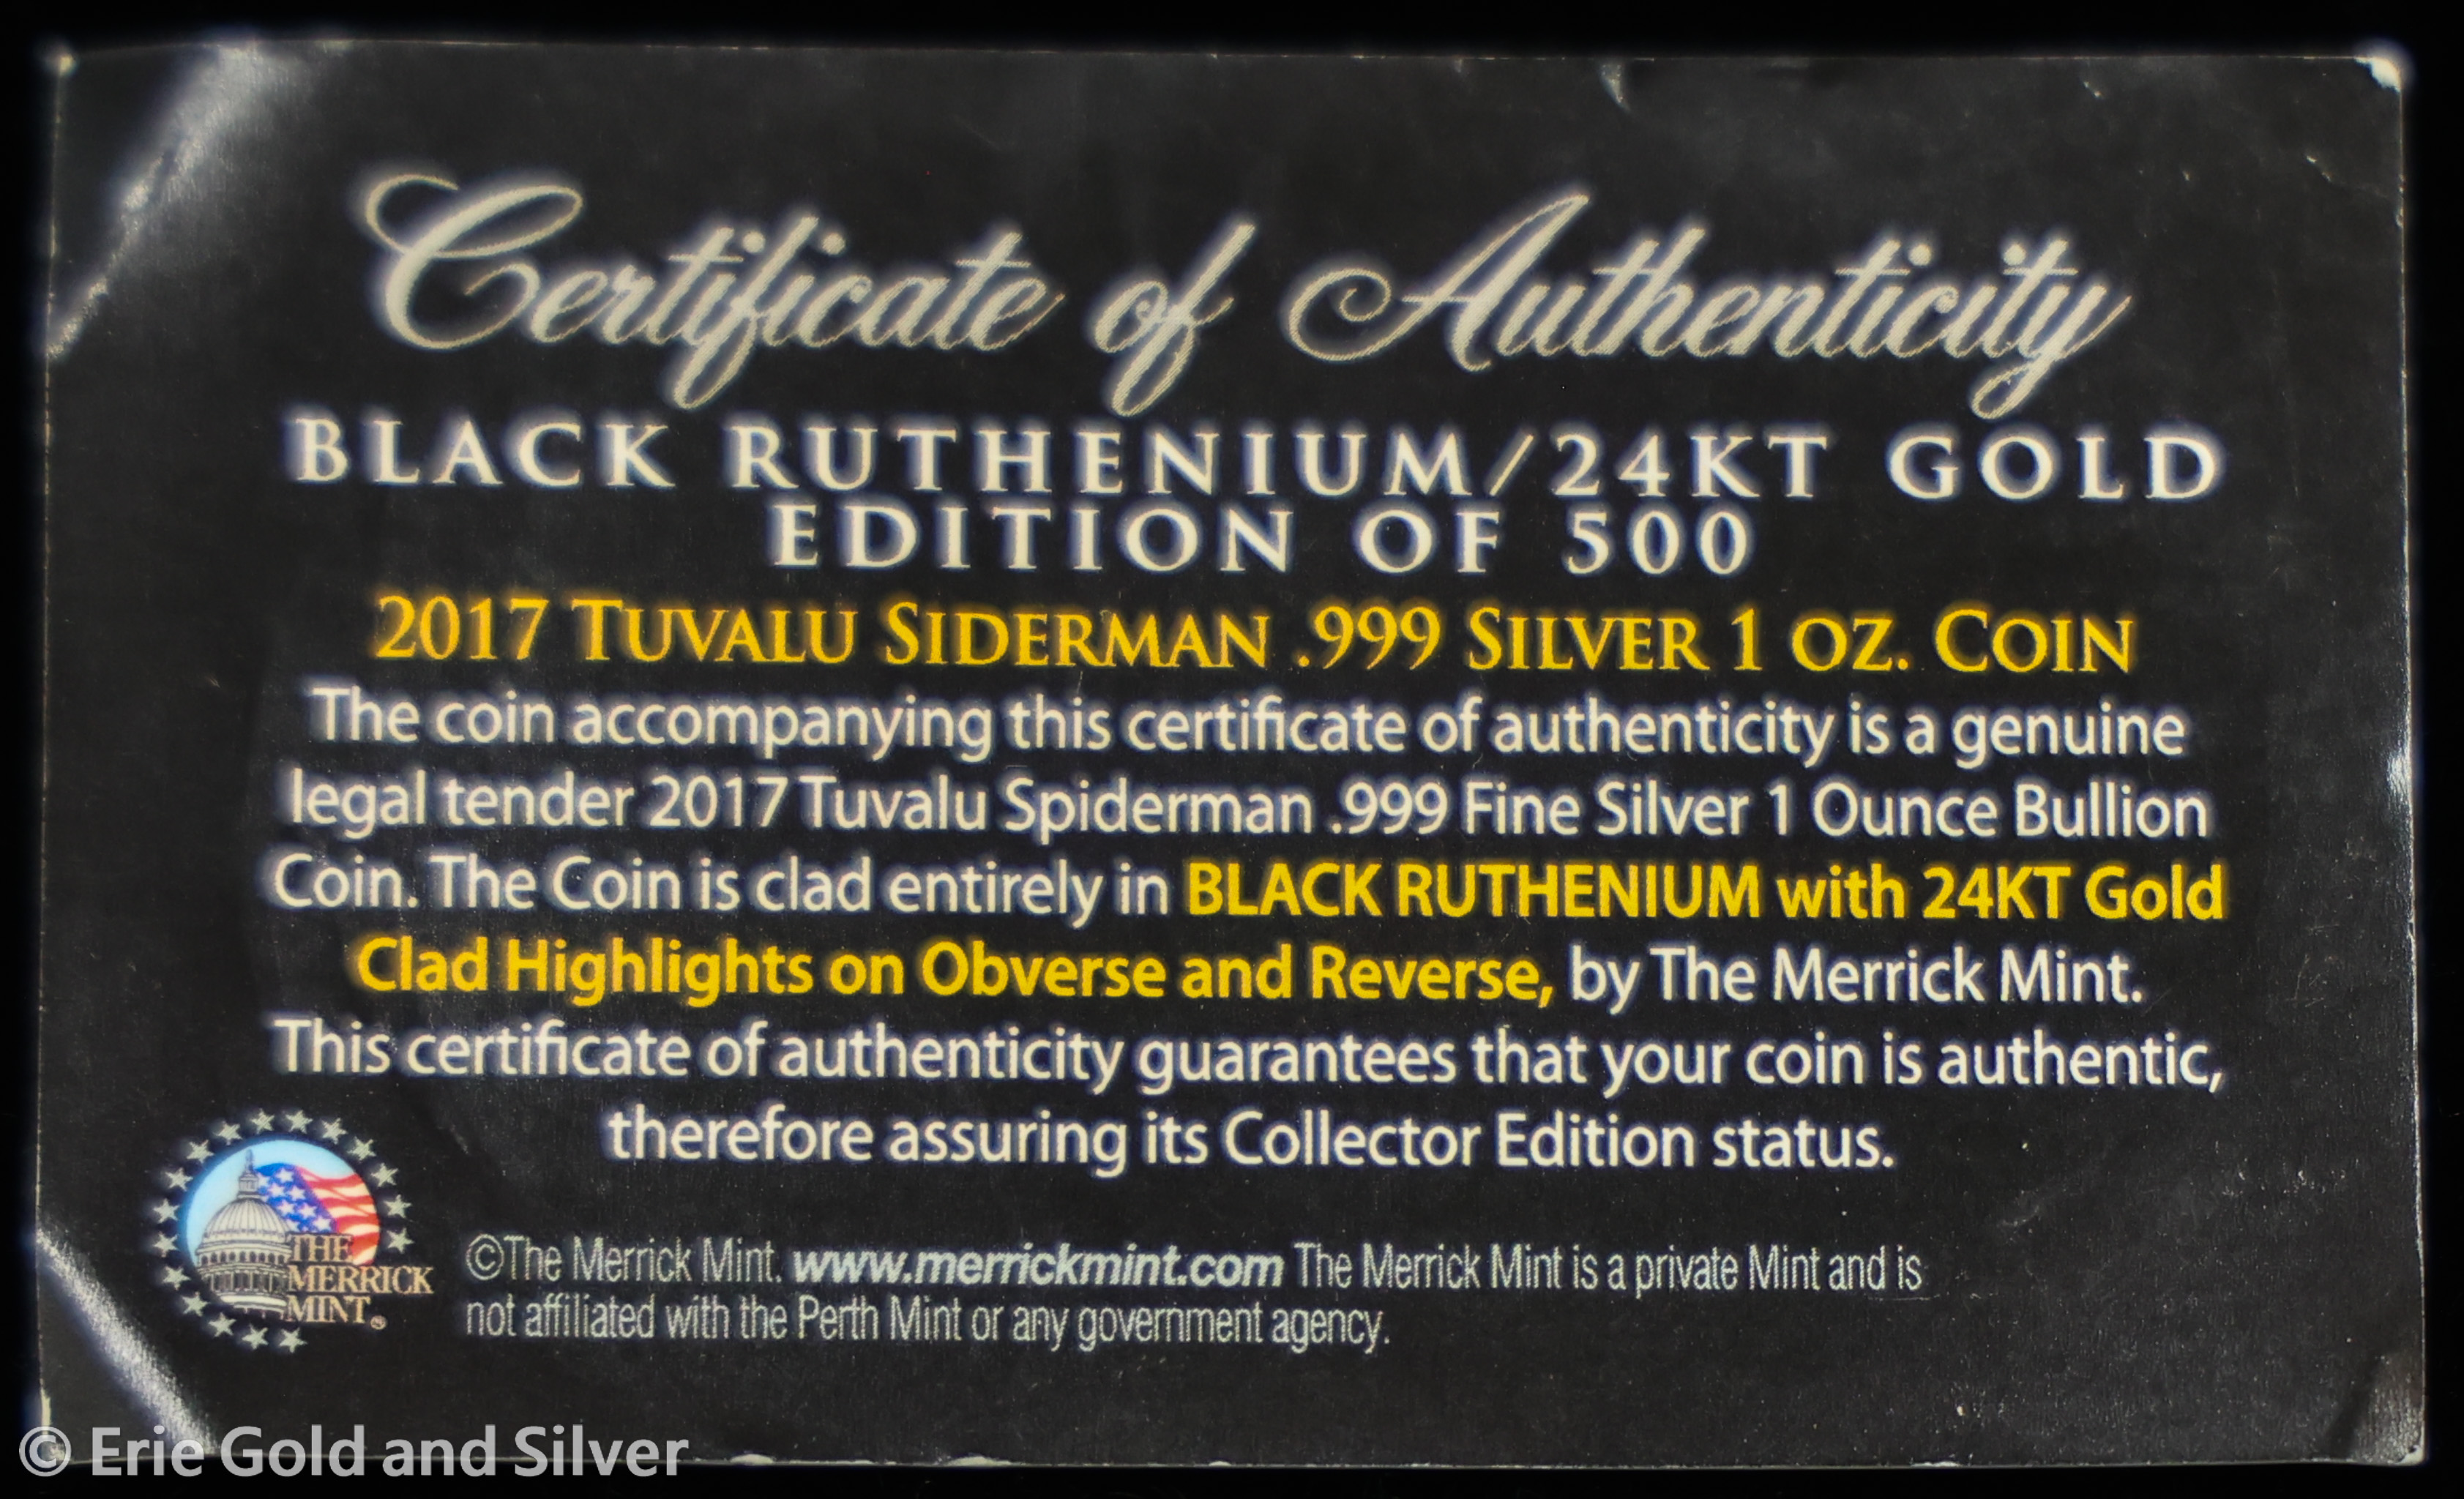 Certificate of Authenticity
BLACK RUTHENIUM/24KT GOLD
EDITION OF 500
2017 TUVALU SIDERMAN .999 SILVER 1 OZ. COIN
The coin accompanying this certificate of authenticity is a genuine
legal tender 2017 Tuvalu Spiderman .999 Fine Silver 1 Ounce Bullion
Coin. The Coin is clad entirely in BLACK RUTHENIUM with 24KT Gold
Clad Highlights on Obverse and Reverse, by The Merrick Mint.
This certificate of authenticity guarantees that your coin is authentic,
therefore assuring its Collector Edition status.
THE
MERRICK
MINT®
©The Merrick Mint. www.merrickmint.com The Merrick Mint is a private Mint and is
not affiliated with the Perth Mint or any government agency.
© Erie Gold and Silver